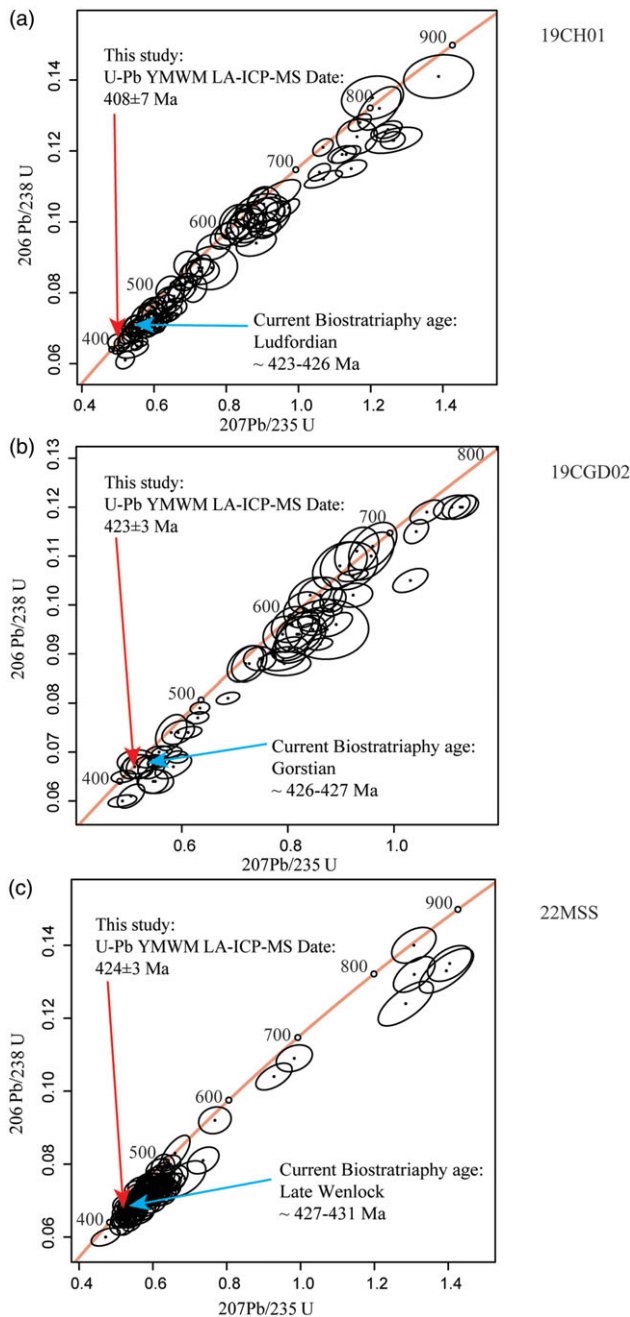 (a)
19CH01
This study:
U-Pb YMWM LA-ICP-MS Date:
408±7 Ma
900
800
700
600
500
400
Current Biostratriaphy age:
Ludfordian
~ 423-426 Ma
0.14
0.12
0.10
0.08
0.06
206 Pb/238 U
0.4 0.6 0.8 1.0 1.2 1.4
207Pb/235 U
(b)
19CGD02
This study:
U-Pb YMWM LA-ICP-MS Date:
423±3 Ma
800
700
600
500
400
Current Biostratriaphy age:
Gorstian
~ 426-427 Ma
0.13
0.12
0.11
0.10
0.09
0.08
0.07
0.06
206 Pb/238 U
0.6 0.8 1.0
207Pb/235 U
(c)
22MSS
This study:
U-Pb YMWM LA-ICP-MS Date:
424±3 Ma
900
800
700
600
500
400
Current Biostratriaphy age:
Late Wenlock
~ 427-431 Ma
0.14
0.12
0.10
0.08
0.06
206 Pb/238 U
0.4 0.6 0.8 1.0 1.2 1.4
207Pb/235 U